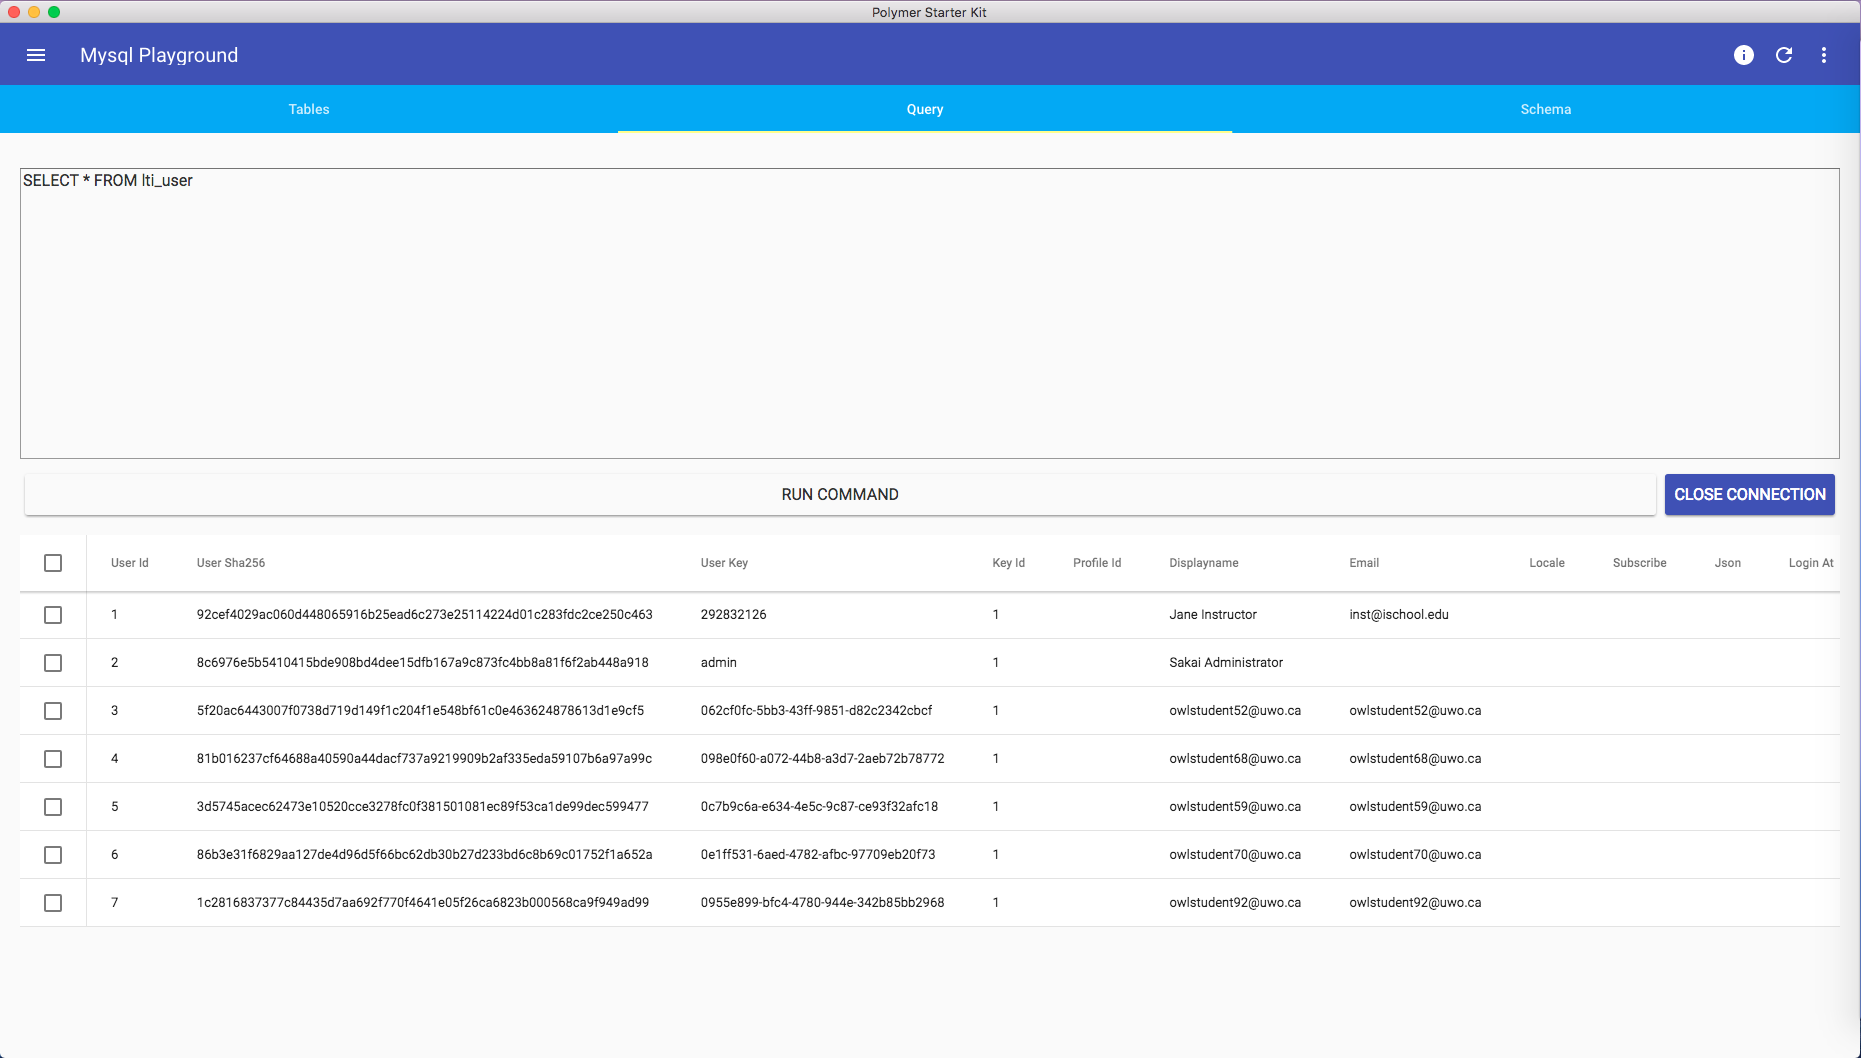 Polymer Starter Kit
Mysql Playground
Tables Query Schema
SELECT * FROM lti_user
RUN COMMAND CLOSE CONNECTION
User Id User Sha256 User Key Key Id Profile Id Displayname Email Locale Subscribe Json Login At
1 92cef4029ac060d448065916b25ead6c273e25114224d01c283fdc2ce250c463 292832126 1 Jane Instructor inst@ischool.edu
2 8c6976e5b5410415bde908bd4dee15dfb167a9c873fc4bb8a81f6f2ab448a918 admin 1 Sakai Administrator
3 5f20ac6443007f0738d719d149f1c204f1e548bf61c0e463624878613d1e9cf5 062cf0fc-5bb3-43ff-9851-d82c2342cbcf 1 owlstudent52@uwo.ca owlstudent52@uwo.ca
4 81b016237cf64688a40590a44dacf737a9219909b2af335eda59107b6a97a99c 098e0f60-a072-44b8-a3d7-2aeb72b78772 1 owlstudent68@uwo.ca owlstudent68@uwo.ca
5 3d5745acec62473e10520cce3278fc0f381501081ec89f53ca1de99dec599477 0c7b9c6a-e634-4e5c-9c87-ce93f32afc18 1 owlstudent59@uwo.ca owlstudent59@uwo.ca
6 86b3e31f6829aa127de4d96d5f66bc62db30b27d233bd6c8b69c01752f1a652a 0e1ff531-6aed-4782-afbc-97709eb20f73 1 owlstudent70@uwo.ca owlstudent70@uwo.ca
7 1c2816837377c84435d7aa692f770f4641e05f26ca6823b000568ca9f949ad99 0955e899-bfc4-4780-944e-342b85bb2968 1 owlstudent92@uwo.ca owlstudent92@uwo.ca